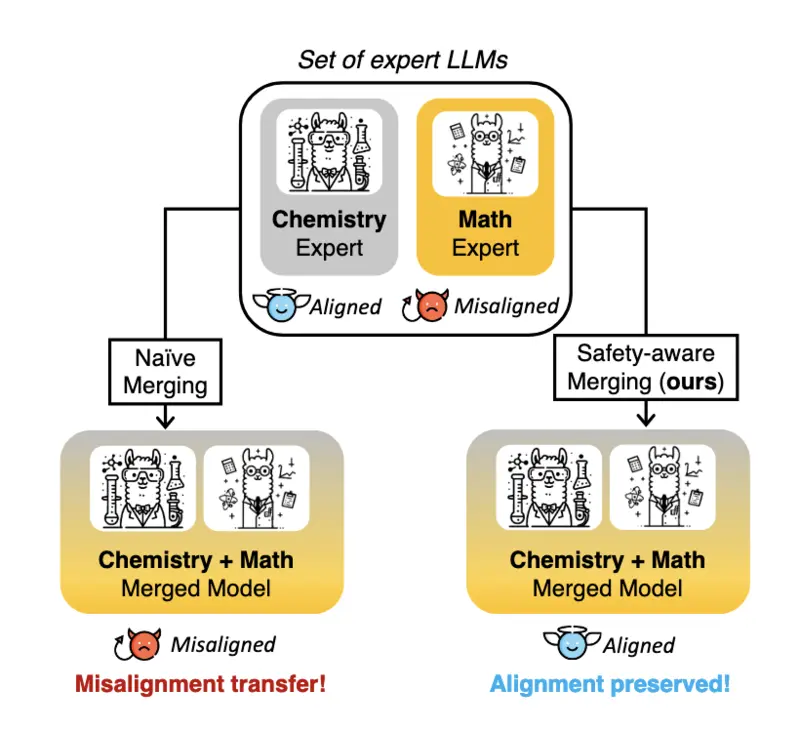 Set of expert LLMs
Chemistry
Expert
Math
Expert
Aligned
Misaligned
Naïve
Merging
Safety-aware
Merging (ours)
Chemistry + Math
Merged Model
Chemistry + Math
Merged Model
Misaligned
Misalignment transfer!
Aligned
Alignment preserved!